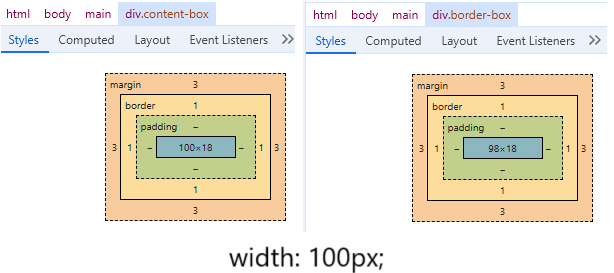 html body main div.content-box
Styles Computed Layout Event Listeners >>
margin 3
border 1
padding –
3 1 – 100×18 – 1 3
–
1
3
html body main div.border-box
Styles Computed Layout Event Listeners >>
margin 3
border 1
padding –
3 1 – 98×18 – 1 3
–
1
3
width: 100px;